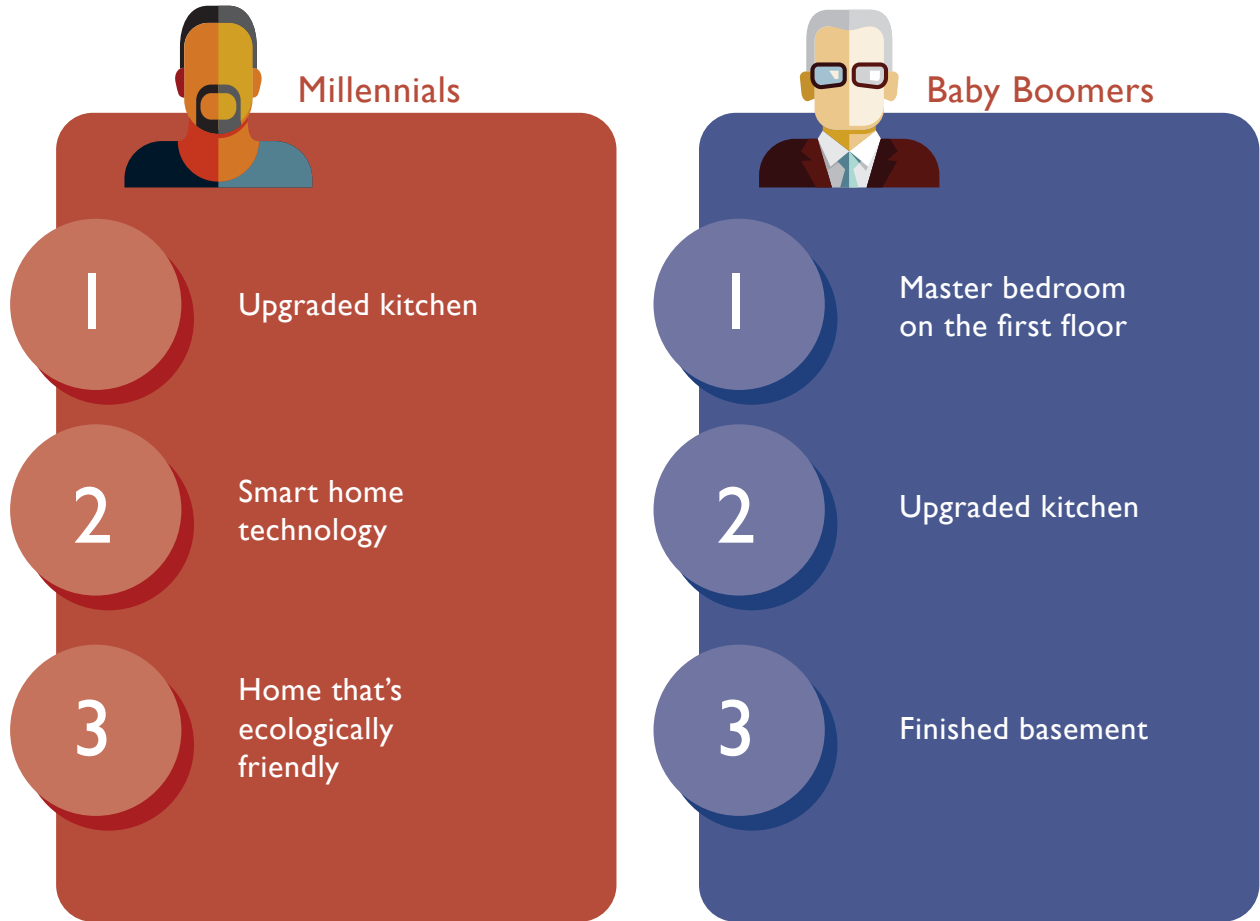 Millennials
1
Upgraded kitchen
2
Smart home
technology
3
Home that’s
ecologically
friendly
Baby Boomers
1
Master bedroom
on the first floor
2
Upgraded kitchen
3
Finished basement